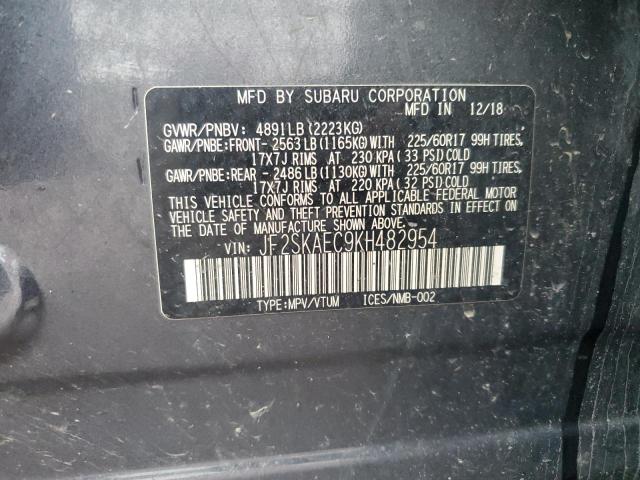 MFD BY SUBARU CORPORATION
MFD IN 12/18
GVWR/PNBV: 4891LB (2223KG)
GAWR/PNBE:FRONT- 2563LB (1165KG) WITH 225/60R17 99H TIRES,
17X7J RIMS AT 230 KPA (33 PSI) COLD
GAWR/PNBE:REAR - 2486LB (1130KG) WITH 225/60R17 99H TIRES,
17X7J RIMS AT 220 KPA (32 PSI) COLD
THIS VEHICLE CONFORMS TO ALL APPLICABLE FEDERAL MOTOR
VEHICLE SAFETY AND THEFT PREVENTION STANDARDS IN EFFECT ON
THE DATE OF MANUFACTURE SHOWN ABOVE.
VIN: JF2SKAEC9KH482954
TYPE:MPV/VTUM ICES/NMB-002